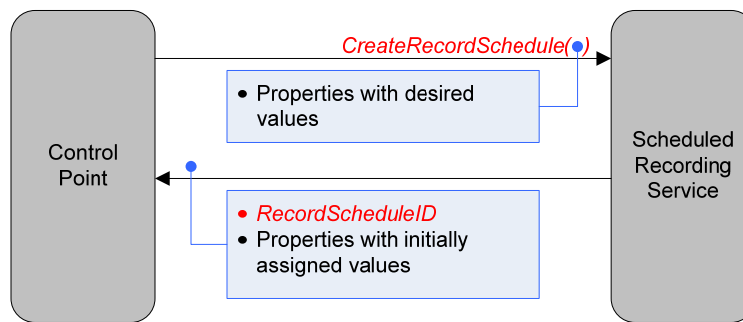 CreateRecordSchedule( )
• Properties with desired
values
Control
Point
Scheduled
Recording
Service
• RecordScheduleID
• Properties with initially
assigned values